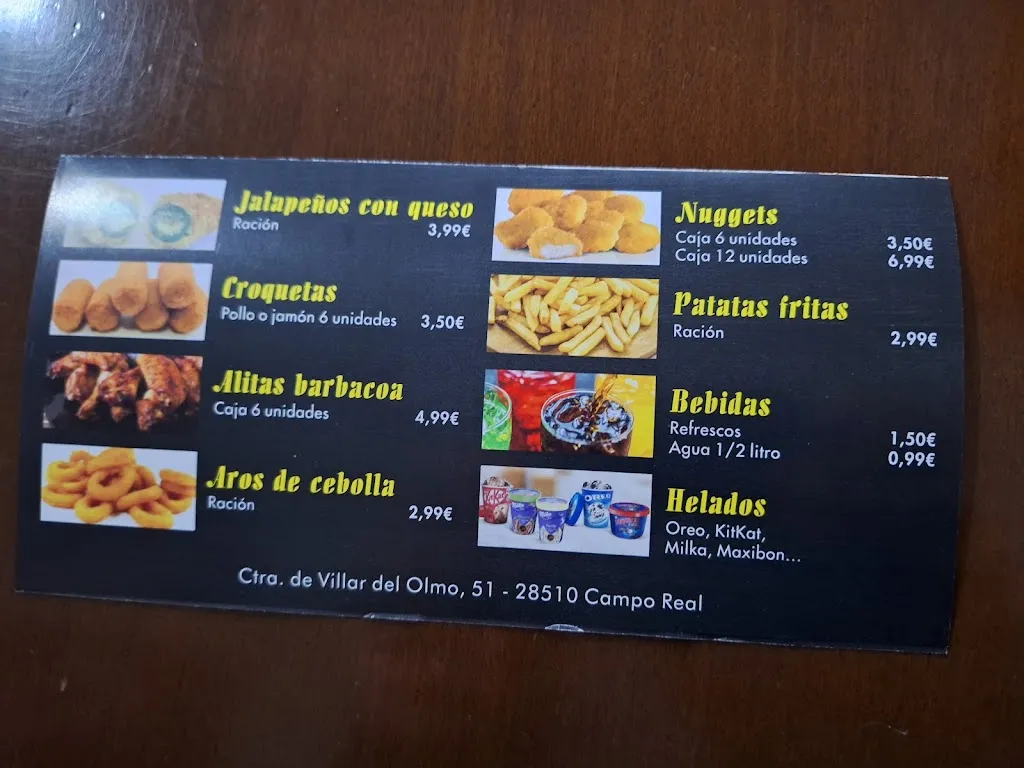 Jalapeños con queso
Ración 3,99€
Croquetas
Pollo o jamón 6 unidades 3,50€
Alitas barbacoa
Caja 6 unidades 4,99€
Aros de cebolla
Ración 2,99€
Nuggets
Caja 6 unidades 3,50€
Caja 12 unidades 6,99€
Patatas fritas
Ración 2,99€
Bebidas
Refrescos 1,50€
Agua 1/2 litro 0,99€
OREO
Helados
Oreo, KitKat,
Milka, Maxibon...
Ctra. de Villar del Olmo, 51 - 28510 Campo Real